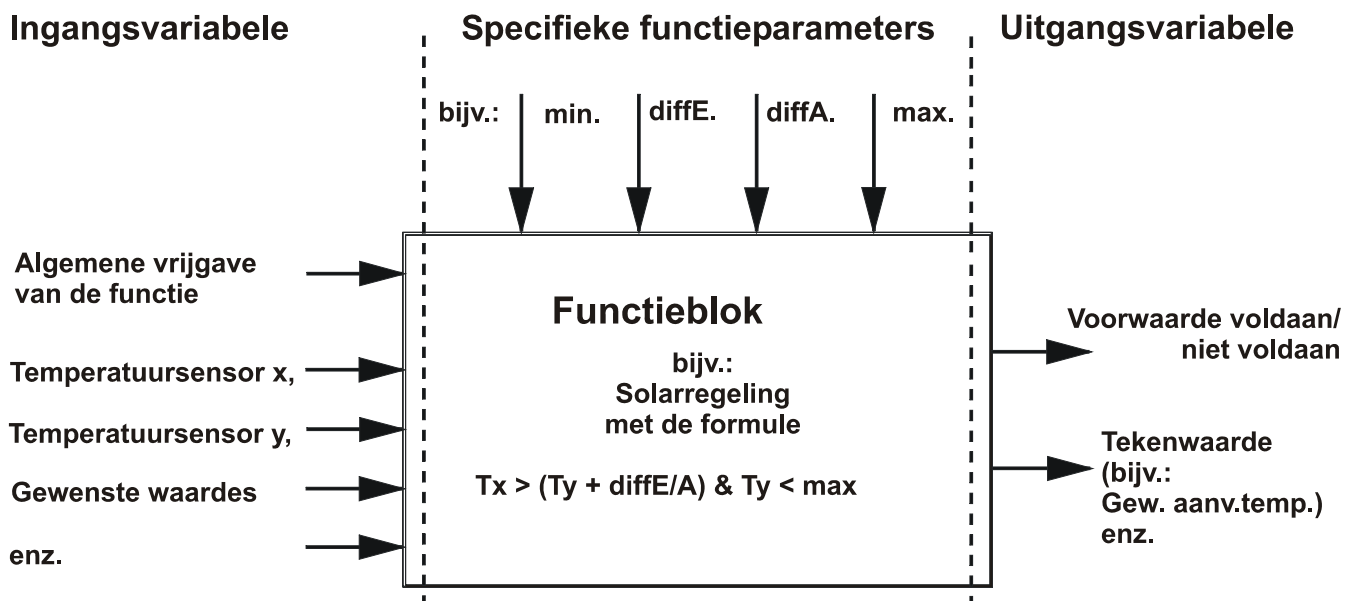 Ingangsvariabele
Specifieke functieparameters
Uitgangsvariabele
bijv.:
min.
diffE.
diffA.
max.
Algemene vrijgave
van de functie
Temperatuursensor x,
Temperatuursensor y,
Gewenste waardes
enz.
Functieblok
bijv.:
Solarregeling
met de formule
Tx > (Ty + diffE/A) & Ty < max
Voorwaarde voldaan/
niet voldaan
Tekenwaarde
(bijv.:
Gew. aanv.temp.)
enz.